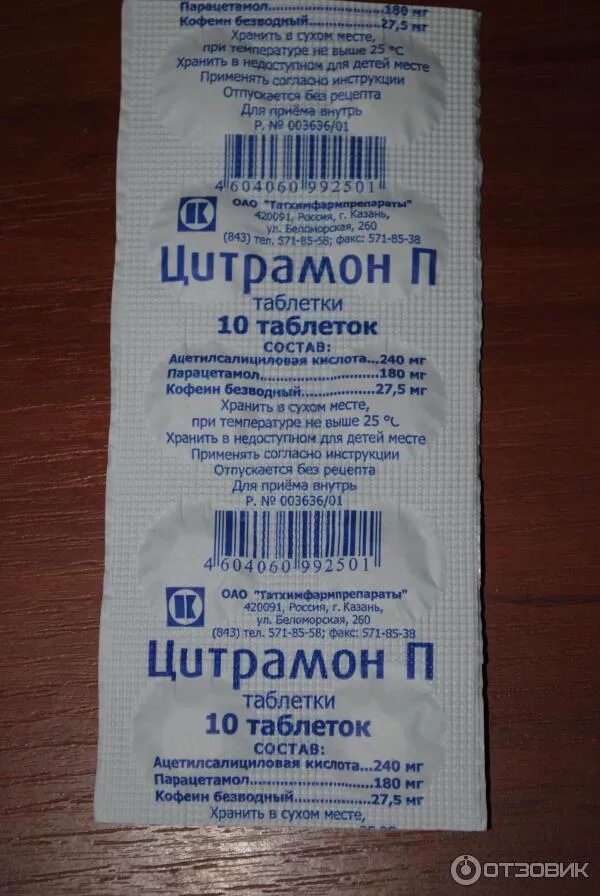 Парацетамол..................180 мг
Кофеин безводный..........27,5 мг
Хранить в сухом месте,
при температуре не выше 25 °С
Хранить в недоступном для детей месте
Применять согласно инструкции
Отпускается без рецепта
Для приёма внутрь
Р. № 003636/01
4 604060 992501
ОАО "Татхимфармпрепараты"
420091, Россия, г. Казань,
ул. Беломорская, 260
(843) тел. 571-85-58; факс: 571-85-38
Цитрамон П
таблетки
10 таблеток
СОСТАВ:
Ацетилсалициловая кислота...240 мг
Парацетамол..................180 мг
Кофеин безводный..........27,5 мг
Хранить в сухом месте,
при температуре не выше 25 °С
Хранить в недоступном для детей месте
Применять согласно инструкции
Отпускается без рецепта
Для приёма внутрь
Р. № 003636/01
4 604060 992501
ОАО "Татхимфармпрепараты"
420091, Россия, г. Казань,
ул. Беломорская, 260
(843) тел. 571-85-58; факс: 571-85-38
Цитрамон П
таблетки
10 таблеток
СОСТАВ:
Ацетилсалициловая кислота...240 мг
Парацетамол..................180 мг
Кофеин безводный..........27,5 мг
Хранить в сухом месте,
ОТЗОВИК